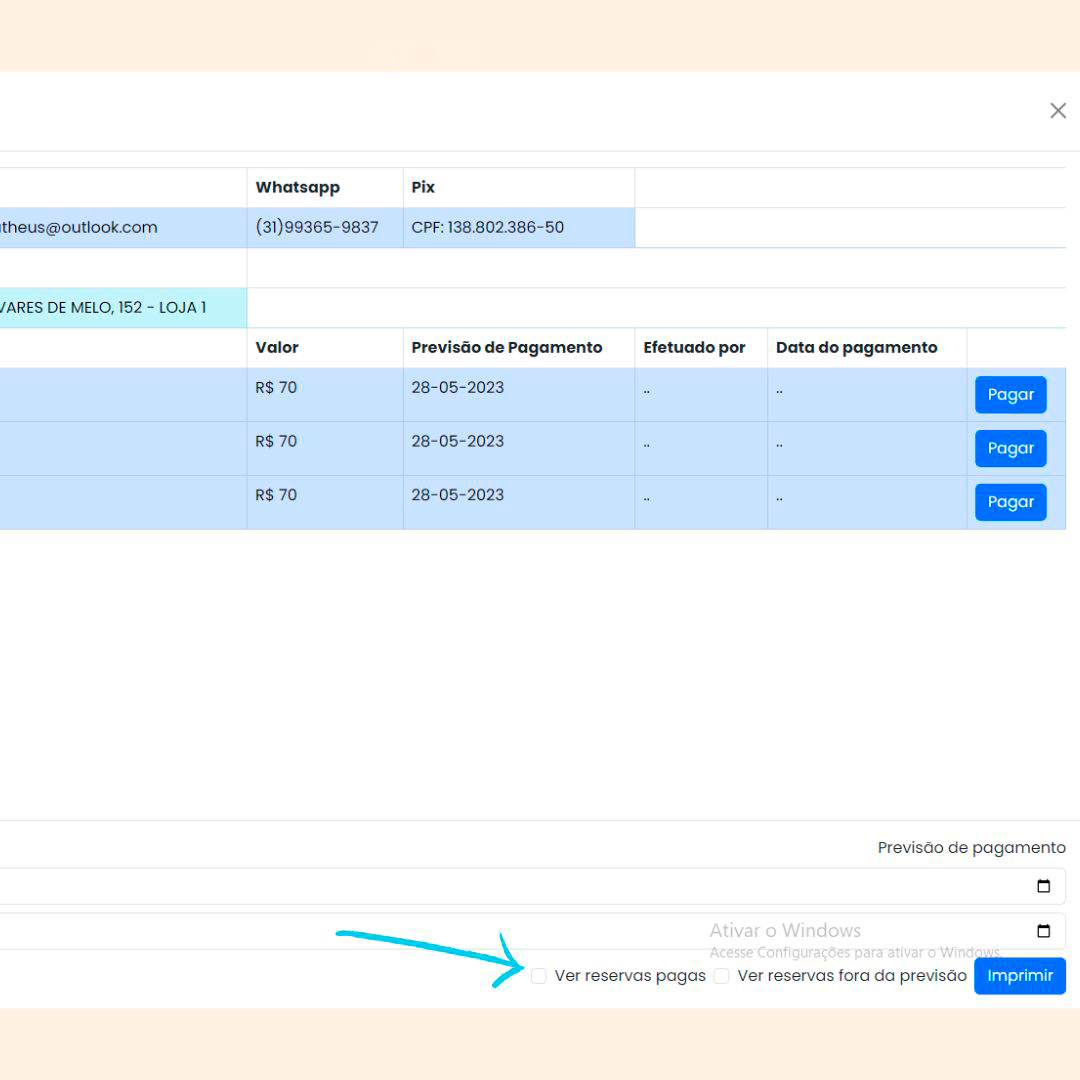 Whatsapp Pix
theus@outlook.com (31)99365-9837 CPF: 138.802.386-50
VARES DE MELO, 152 - LOJA 1
Valor Previsão de Pagamento Efetuado por Data do pagamento
R$ 70 28-05-2023 .. .. Pagar
R$ 70 28-05-2023 .. .. Pagar
R$ 70 28-05-2023 .. .. Pagar
Previsão de pagamento
Ativar o Windows
Acesse Configurações para ativar o Windows.
Ver reservas pagas Ver reservas fora da previsão Imprimir